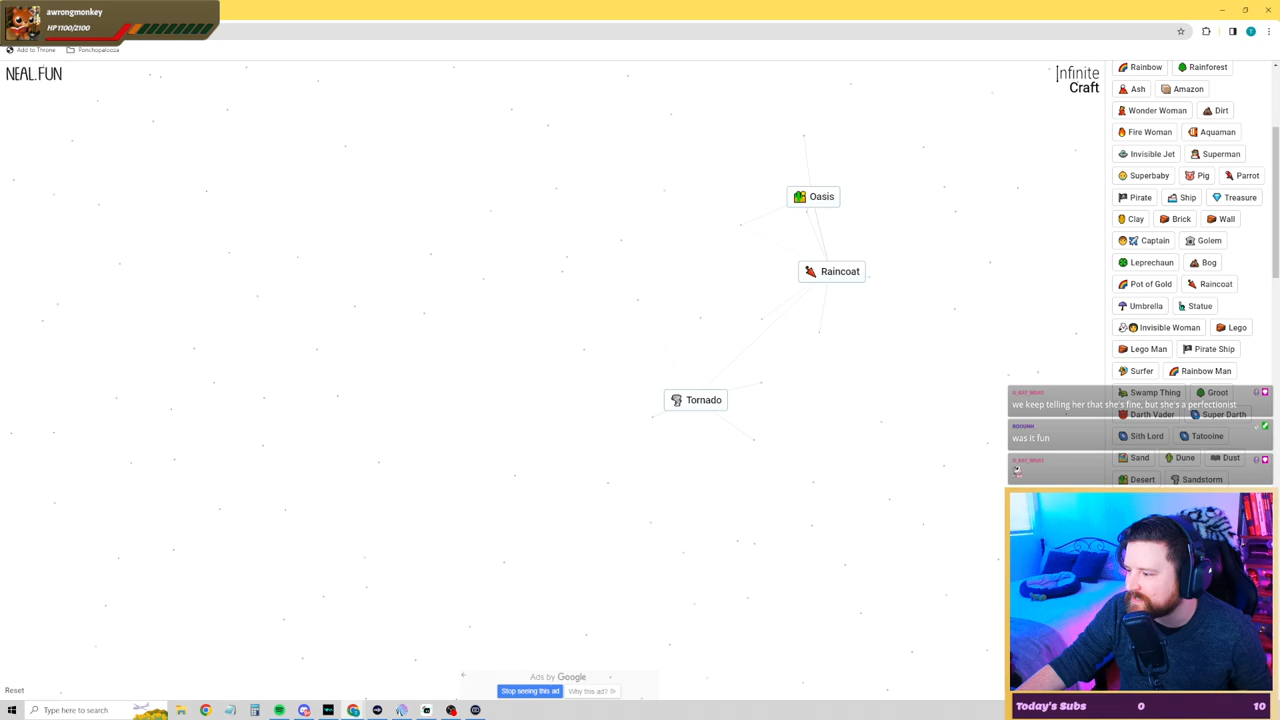 awrongmonkey
HP 1100/2100
Add to Throne Ponchopalooza
NEAL.FUN
Infinite
Craft
Rainbow Rainforest
Ash Amazon
Wonder Woman Dirt
Fire Woman Aquaman
Invisible Jet Superman
Superbaby Pig Parrot
Pirate Ship Treasure
Clay Brick Wall
Captain Golem
Leprechaun Bog
Pot of Gold Raincoat
Umbrella Statue
Invisible Woman Lego
Lego Man Pirate Ship
Surfer Rainbow Man
Swamp Thing Groot
Darth Vader Super Darth
Sith Lord Tatooine
Sand Dune Dust
Desert Sandstorm
Oasis
Raincoat
Tornado
we keep telling her that she's fine, but she's a perfectionist
was it fun
Ads by Google
Stop seeing this ad Why this ad?
Reset
Type here to search
Today's Subs 0 10